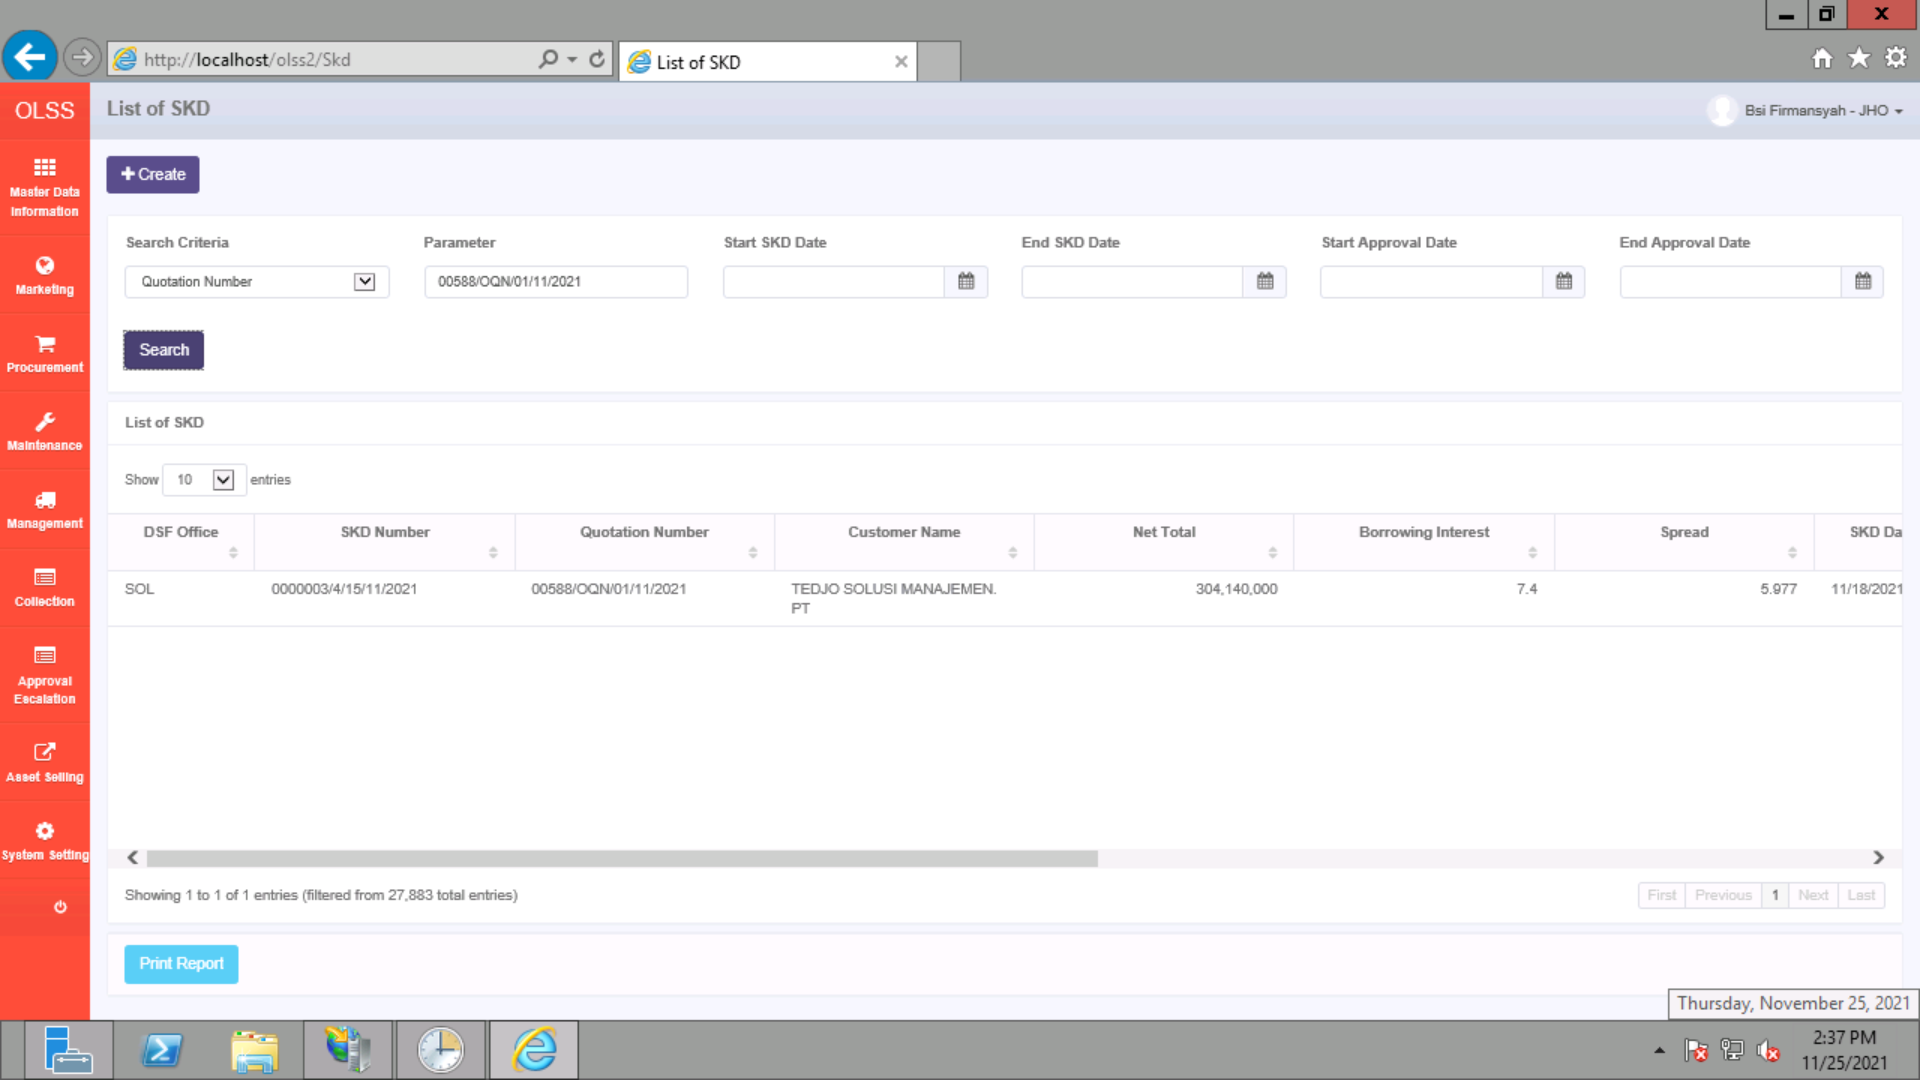 http://localhost/olss2/Skd
List of SKD
OLSS
List of SKD
Bsi Firmansyah - JHO
Master Data
Information
Marketing
Procurement
Maintenance
Management
Collection
Approval
Escalation
Asset Selling
System Setting
+ Create
Search Criteria
Parameter
Start SKD Date
End SKD Date
Start Approval Date
End Approval Date
Quotation Number
00588/OQN/01/11/2021
Search
List of SKD
Show 10 entries
DSF Office
SKD Number
Quotation Number
Customer Name
Net Total
Borrowing Interest
Spread
SKD Da
SOL
0000003/4/15/11/2021
00588/OQN/01/11/2021
TEDJO SOLUSI MANAJEMEN.
PT
304,140,000
7.4
5.977
11/18/2021
Showing 1 to 1 of 1 entries (filtered from 27,883 total entries)
First Previous 1 Next Last
Print Report
Thursday, November 25, 2021
2:37 PM
11/25/2021